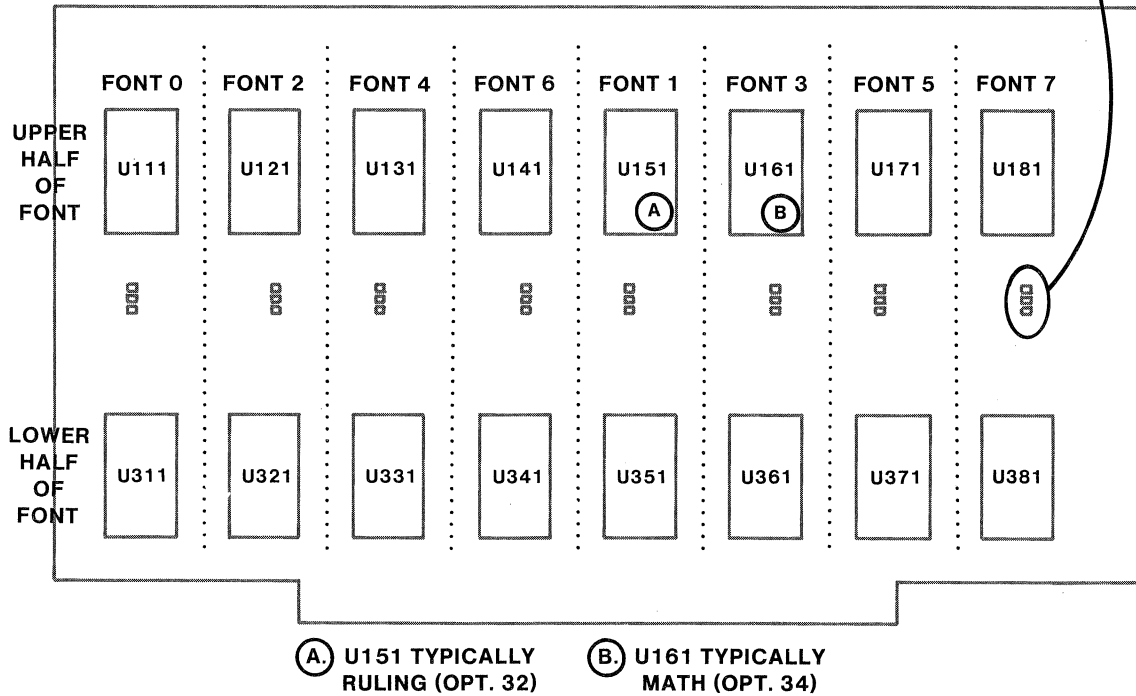 FONT 0 FONT 2 FONT 4 FONT 6 FONT 1 FONT 3 FONT 5 FONT 7
UPPER
HALF
OF
FONT
U111 U121 U131 U141 U151 U161 U171 U181
A B
LOWER
HALF
OF
FONT
U311 U321 U331 U341 U351 U361 U371 U381
A. U151 TYPICALLY
RULING (OPT. 32)
B. U161 TYPICALLY
MATH (OPT. 34)